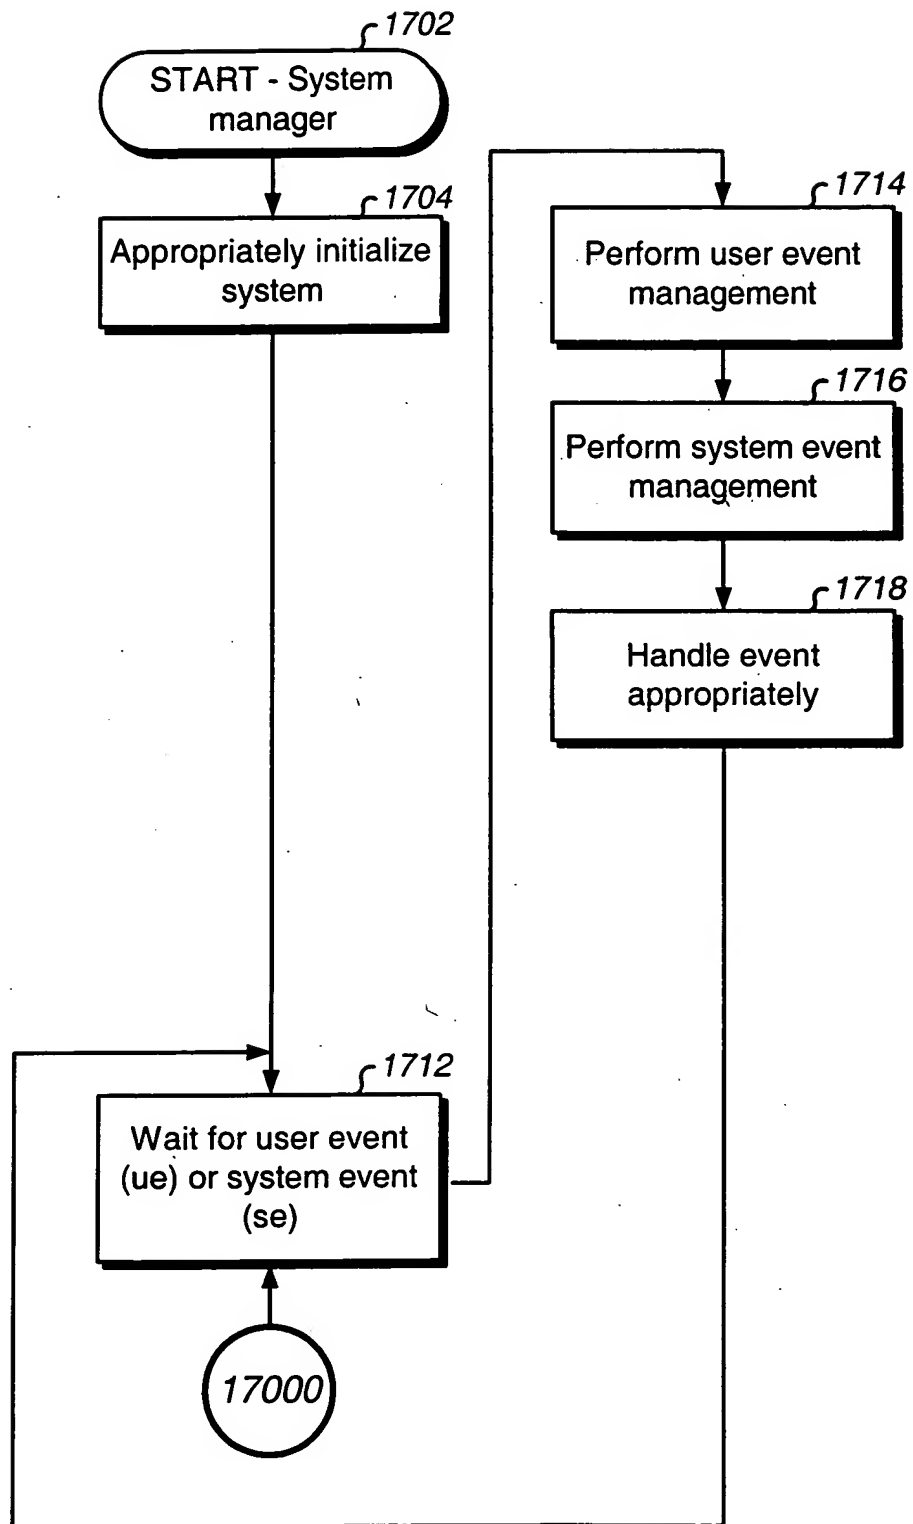 1702
START - System
manager
1704
Appropriately initialize
system
1712
Wait for user event
(ue) or system event
(se)
17000
1714
Perform user event
management
1716
Perform system event
management
1718
Handle event
appropriately